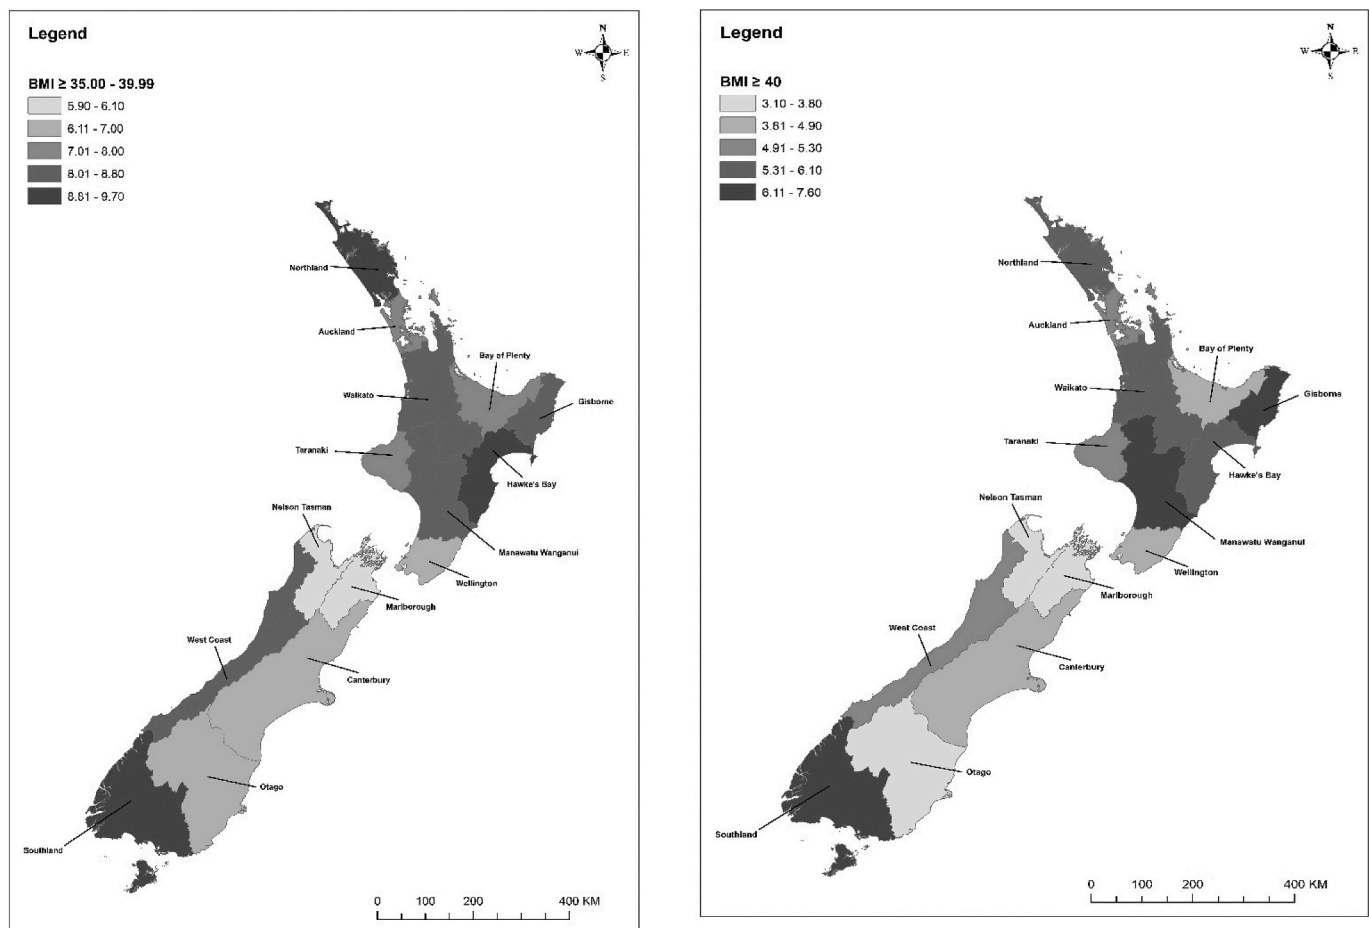 Legend
N
W E
S
BMI ≥ 35.00 - 39.99
5.90 - 6.10
6.11 - 7.00
7.01 - 8.00
8.01 - 8.80
8.81 - 9.70
Northland
Auckland
Bay of Plenty
Waikato
Gisborne
Taranaki
Hawke's Bay
Nelson Tasman
Manawatu Wanganui
Wellington
Marlborough
West Coast
Canterbury
Otago
Southland
0 100 200 400 KM
Legend
N
W E
S
BMI ≥ 40
3.10 - 3.80
3.81 - 4.90
4.91 - 5.30
5.31 - 6.10
6.11 - 7.60
Northland
Auckland
Bay of Plenty
Waikato
Gisborne
Taranaki
Hawke's Bay
Nelson Tasman
Manawatu Wanganui
Wellington
Marlborough
West Coast
Canterbury
Otago
Southland
0 100 200 400 KM